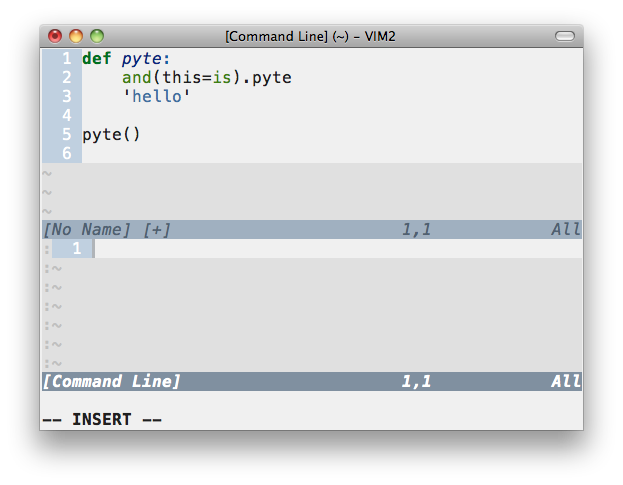 [Command Line] (~) - VIM2
1 def pyte:
2     and(this=is).pyte
3     'hello'
4
5 pyte()
6
~
~
~
[No Name] [+] 1,1 All
: 1
:~
:~
:~
:~
:~
:~
[Command Line] 1,1 All
-- INSERT --